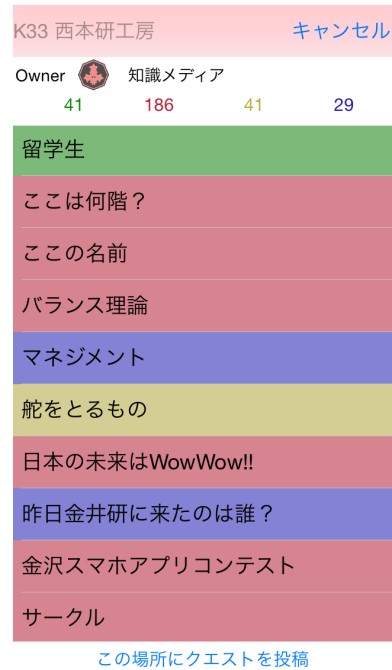 K33 西本研工房 キャンセル
Owner 知識メディア
41 186 41 29
留学生
ここは何階？
ここの名前
バランス理論
マネジメント
舵をとるもの
日本の未来はWowWow!!
昨日金井研に来たのは誰？
金沢スマホアプリコンテスト
サークル
この場所にクエストを投稿